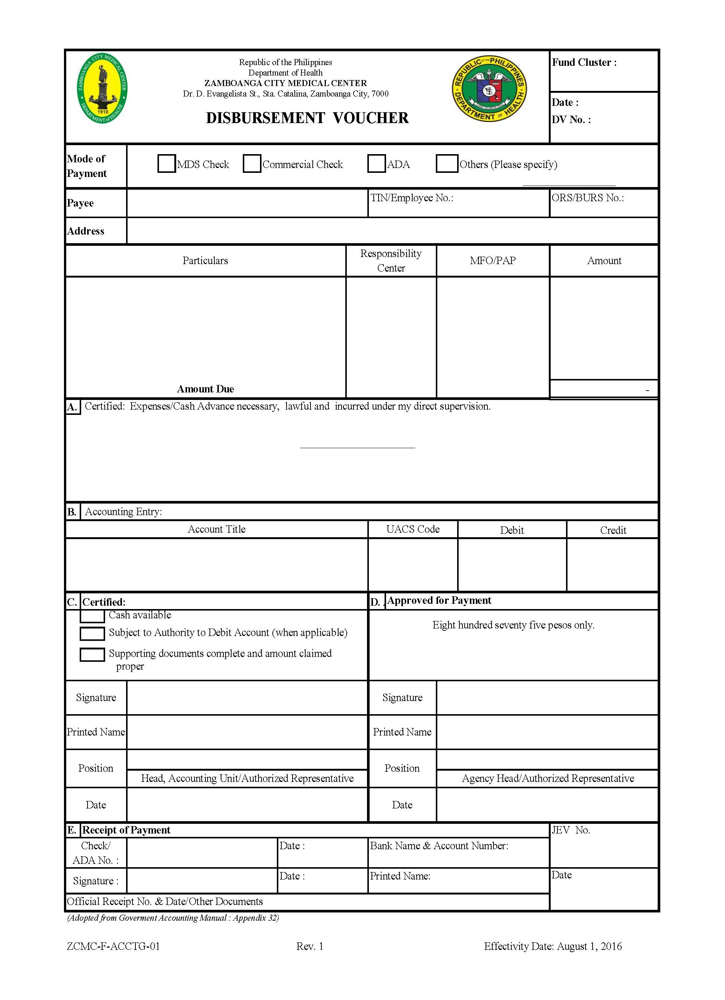 ZAMBOANGA CITY MEDICAL CENTER
1918
DEPARTMENT of HEALTH
Republic of the Philippines
Department of Health
ZAMBOANGA CITY MEDICAL CENTER
Dr. D. Evangelista St., Sta. Catalina, Zamboanga City, 7000
DISBURSEMENT VOUCHER
REPUBLIC OF THE PHILIPPINES
DEPARTMENT OF HEALTH
Fund Cluster :
Date :
DV No. :
Mode of
Payment
MDS Check Commercial Check ADA Others (Please specify)
Payee TIN/Employee No.: ORS/BURS No.:
Address
Particulars Responsibility Center MFO/PAP Amount
Amount Due -
A. Certified: Expenses/Cash Advance necessary, lawful and incurred under my direct supervision.
B. Accounting Entry:
Account Title UACS Code Debit Credit
C. Certified:
Cash available
Subject to Authority to Debit Account (when applicable)
Supporting documents complete and amount claimed
proper
D. Approved for Payment
Eight hundred seventy five pesos only.
Signature Signature
Printed Name Printed Name
Position Position
Head, Accounting Unit/Authorized Representative Agency Head/Authorized Representative
Date Date
E. Receipt of Payment JEV No.
Check/
ADA No. : Date : Bank Name & Account Number:
Signature : Date : Printed Name: Date
Official Receipt No. & Date/Other Documents
(Adopted from Goverment Accounting Manual : Appendix 32)
ZCMC-F-ACCTG-01 Rev. 1 Effectivity Date: August 1, 2016